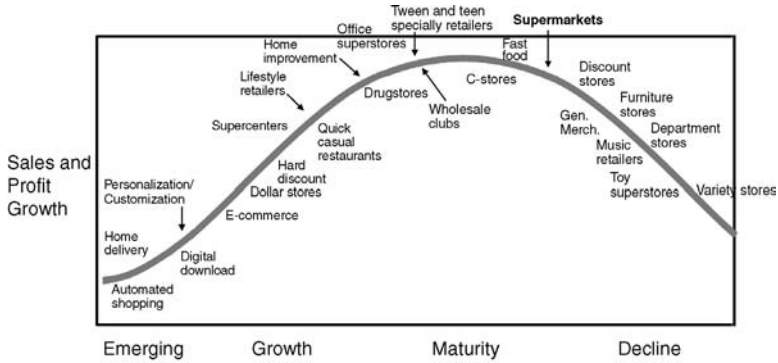 Tween and teen
specially retailers
Office
superstores
Supermarkets
Home
improvement
Fast
food
Lifestyle
retailers
Drugstores
C-stores
Discount
stores
Wholesale
clubs
Furniture
stores
Supercenters
Quick
casual
restaurants
Gen.
Merch.
Department
stores
Music
retailers
Hard
discount
Toy
superstores
Dollar stores
Variety stores
Sales and
Profit
Growth
Personalization/
Customization
E-commerce
Home
delivery
Digital
download
Automated
shopping
Emerging
Growth
Maturity
Decline